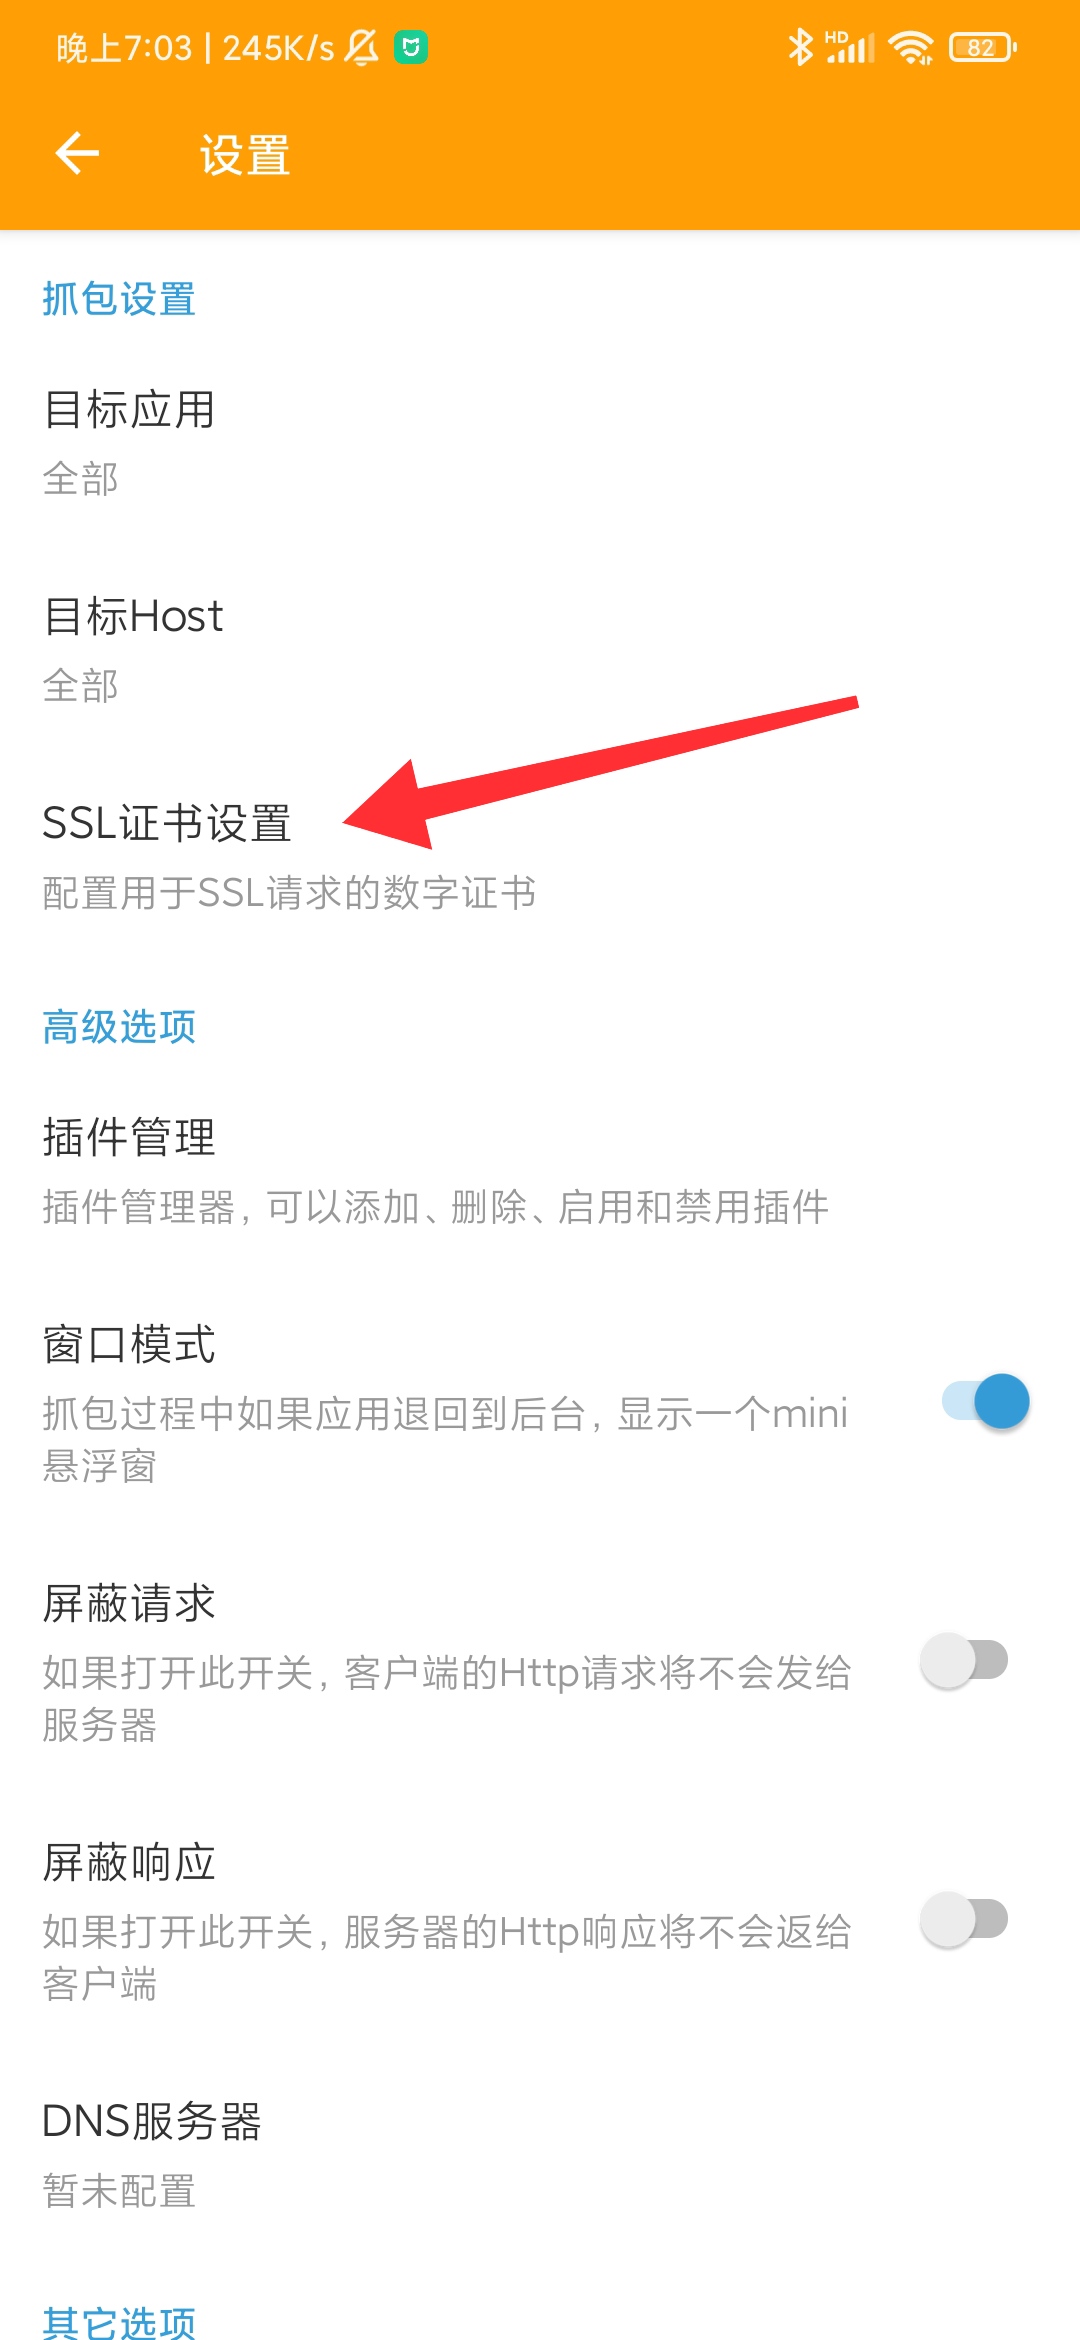 晚上7:03 | 245K/s
HD
82
设置
抓包设置
目标应用
全部
目标Host
全部
SSL证书设置
配置用于SSL请求的数字证书
高级选项
插件管理
插件管理器，可以添加、删除、启用和禁用插件
窗口模式
抓包过程中如果应用退回到后台，显示一个mini
悬浮窗
屏蔽请求
如果打开此开关，客户端的Http请求将不会发给
服务器
屏蔽响应
如果打开此开关，服务器的Http响应将不会返给
客户端
DNS服务器
暂未配置
其它选项